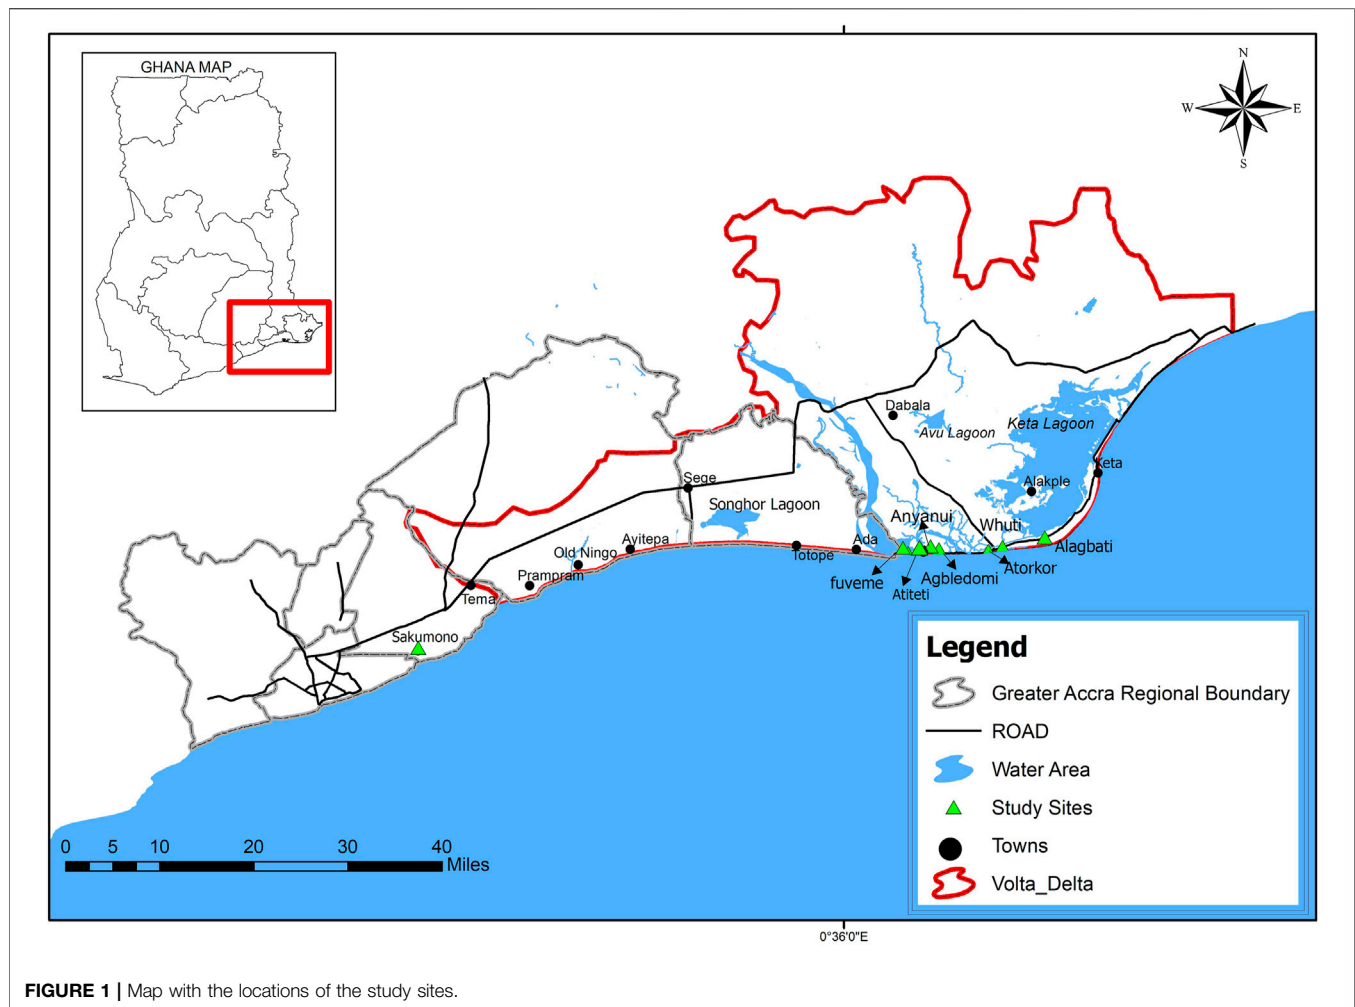 GHANA MAP
N
W
E
S
Dabala
Avu Lagoon
Keta Lagoon
Keta
Alakple
Sege
Songhor Lagoon
Anyanui
Whuti
Ayitepa
Ada
Totope
Old Ningo
Prampram
Tema
Sakumono
fuveme
Atiteti
Agbledomi
Atorkor
Alagbati
Legend
Greater Accra Regional Boundary
ROAD
Water Area
Study Sites
Towns
Volta_Delta
0 5 10 20 30 40
Miles
0°36'0"E
FIGURE 1 | Map with the locations of the study sites.